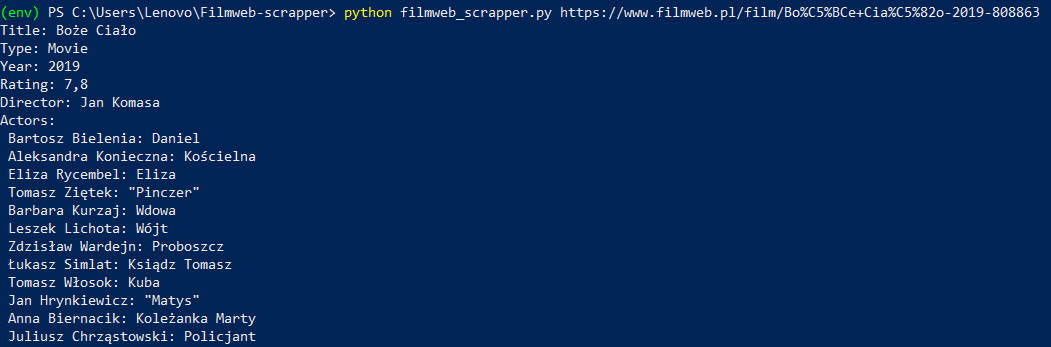 (env) PS C:\Users\Lenovo\Filmweb-scrapper> python filmweb_scrapper.py https://www.filmweb.pl/film/Bo%C5%BCe+Cia%C5%82o-2019-808863
Title: Boże Ciało
Type: Movie
Year: 2019
Rating: 7,8
Director: Jan Komasa
Actors:
Bartosz Bielenia: Daniel
Aleksandra Konieczna: Kościelna
Eliza Rycembel: Eliza
Tomasz Ziętek: "Pinczer"
Barbara Kurzaj: Wdowa
Leszek Lichota: Wójt
Zdzisław Wardejn: Proboszcz
Łukasz Simlat: Ksiądz Tomasz
Tomasz Włosok: Kuba
Jan Hrynkiewicz: "Matys"
Anna Biernacik: Koleżanka Marty
Juliusz Chrząstowski: Policjant